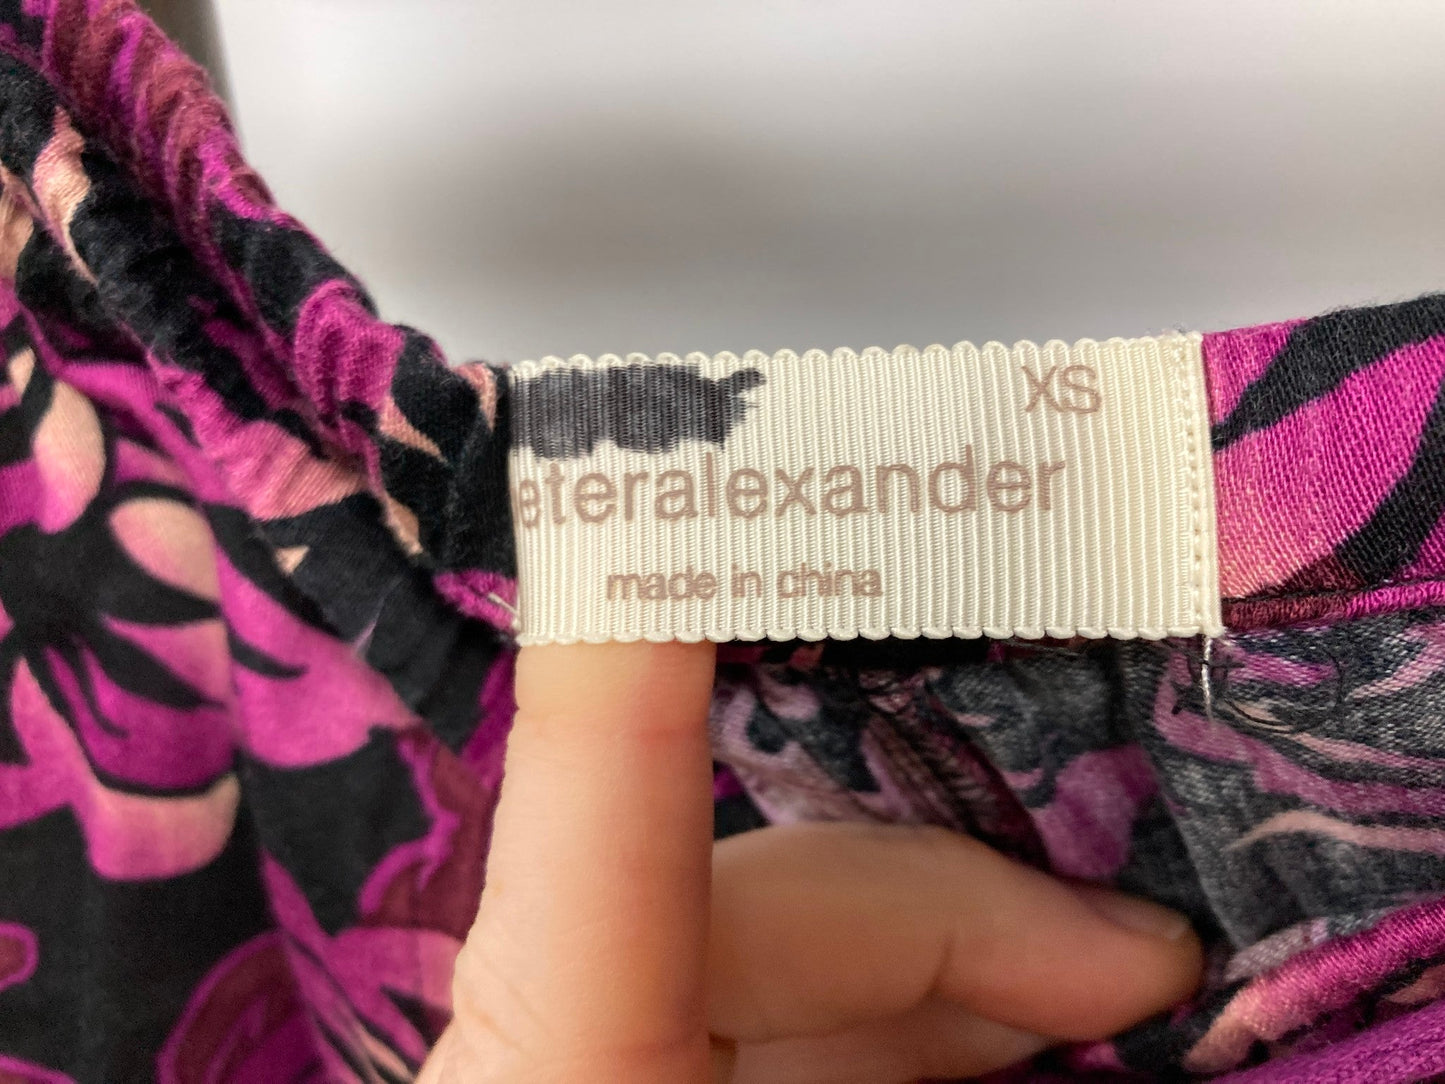 XS
eteralexander
made in china